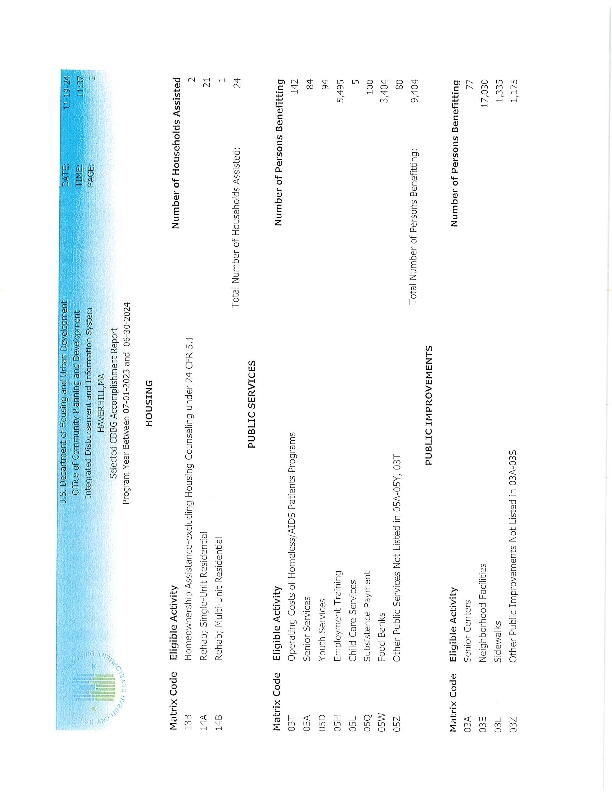 U.S. Department of Housing and Urban Development DATE:
Office of Community Planning and Development TIME:
Integrated Disbursement and Information System PAGE:
HAVERHILL,MA
Selected CDBG Accomplishment Report
Program Year Between 07-01-2023 and 06-30-2024
HOUSING
Matrix Code Eligible Activity Number of Households Assisted
13B Homeownership Assistance-excluding Housing Counseling under 24 CFR 5.1 2
14A Rehab; Single-Unit Residential 21
14B Rehab; Multi-Unit Residential 1
Total Number of Households Assisted: 24
PUBLIC SERVICES
Matrix Code Eligible Activity Number of Persons Benefitting
03T Operating Costs of Homeless/AIDS Patients Programs 142
05A Senior Services 84
05D Youth Services 94
05H Employment Training 5,495
05L Child Care Services 5
05Q Subsistence Payment 100
05W Food Banks 3,404
05Z Other Public Services Not Listed in 05A-05Y, 03T 80
Total Number of Persons Benefitting: 9,404
PUBLIC IMPROVEMENTS
Matrix Code Eligible Activity Number of Persons Benefitting
03A Senior Centers 77
03E Neighborhood Facilities 17,030
03L Sidewalks 1,335
03Z Other Public Improvements Not Listed in 03A-03S 1,175